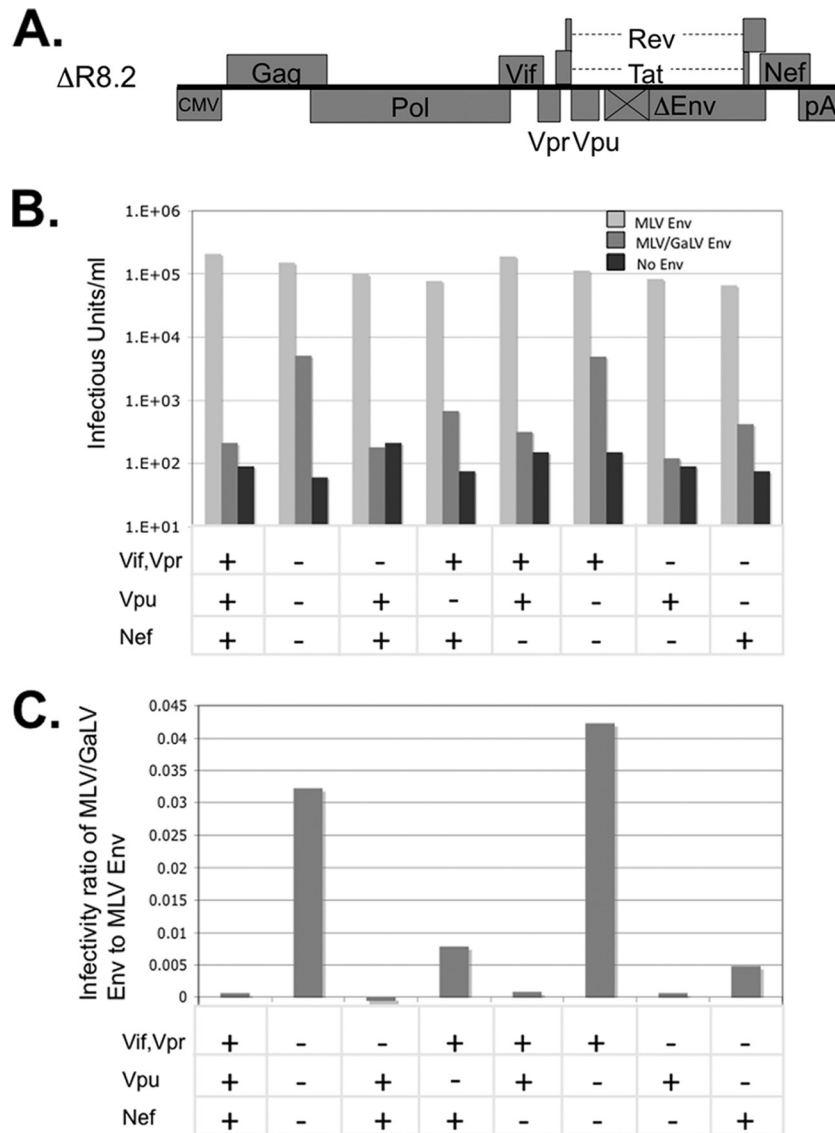 A.
ΔR8.2
Rev
Gag Vif Tat Nef
CMV Pol ΔEnv pA
Vpr Vpu
B.
Infectious Units/ml
1.E+06
1.E+05
1.E+04
1.E+03
1.E+02
1.E+01
MLV Env
MLV/GaLV Env
No Env
Vif,Vpr + - - + + + - -
Vpu + - + - + - + -
Nef + - + + - - - +
C.
Infectivity ratio of MLV/GaLV
Env to MLV Env
0.045
0.04
0.035
0.03
0.025
0.02
0.015
0.01
0.005
0
Vif,Vpr + - - + + + - -
Vpu + - + - + - + -
Nef + - + + - - - +